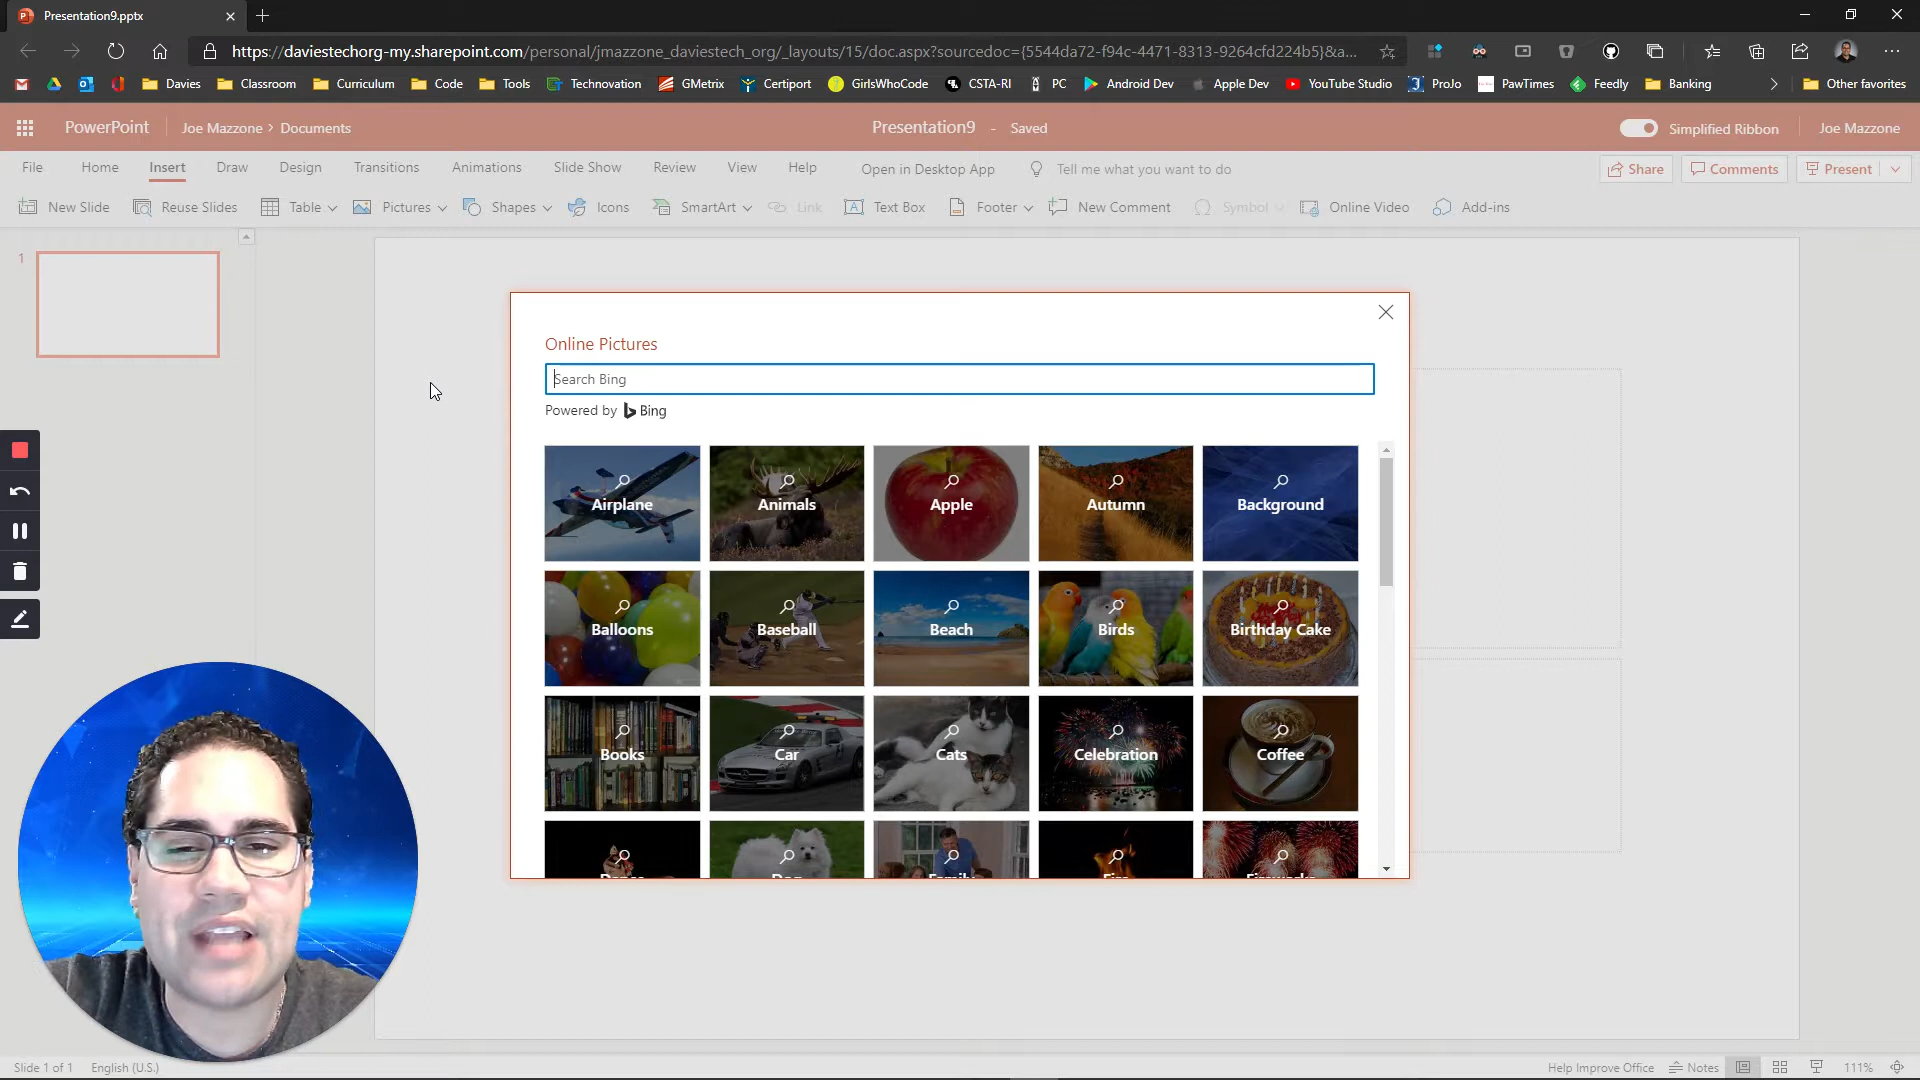 Presentation9.pptx
https://daviestechorg-my.sharepoint.com/personal/jmazzone_daviestech_org/_layouts/15/doc.aspx?sourcedoc={5544da72-f94c-4471-8313-9264cfd224b5}&a...
Davies Classroom Curriculum Code Tools Technovation GMetrix Certiport GirlsWhoCode CSTA-RI PC Android Dev Apple Dev YouTube Studio ProJo PawTimes Feedly Banking Other favorites
PowerPoint Joe Mazzone > Documents Presentation9 - Saved Simplified Ribbon Joe Mazzone
File Home Insert Draw Design Transitions Animations Slide Show Review View Help Open in Desktop App Tell me what you want to do Share Comments Present
New Slide Reuse Slides Table Pictures Shapes Icons SmartArt Link Text Box Footer New Comment Symbol Online Video Add-ins
1
Online Pictures
Search Bing
Powered by Bing
Airplane Animals Apple Autumn Background
Balloons Baseball Beach Birds Birthday Cake
Books Car Cats Celebration Coffee
Dance Dog Family Fire Fireworks
Slide 1 of 1 English (U.S.) Help Improve Office Notes 111%